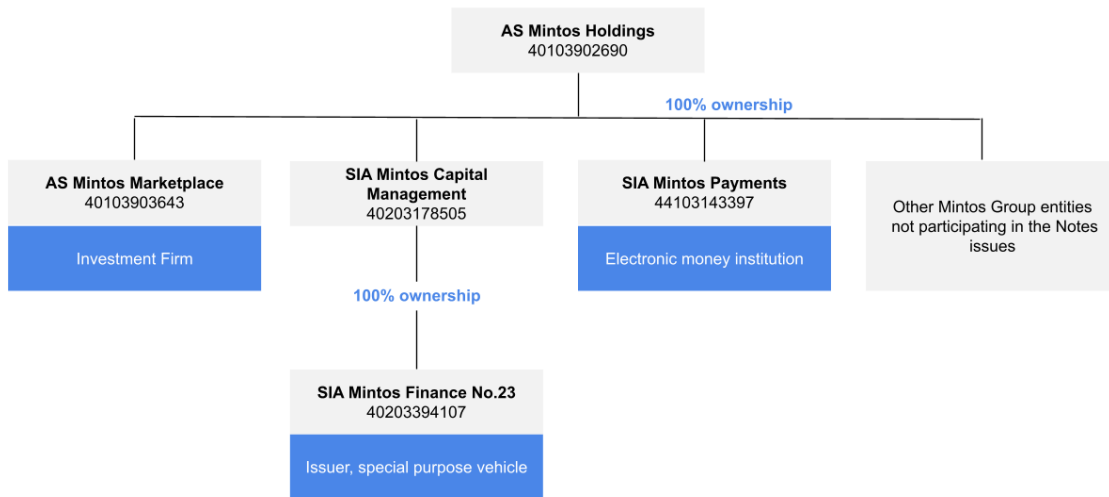 AS Mintos Holdings
40103902690
100% ownership
AS Mintos Marketplace
40103903643
Investment Firm
SIA Mintos Capital
Management
40203178505
SIA Mintos Payments
44103143397
Electronic money institution
Other Mintos Group entities
not participating in the Notes
issues
100% ownership
SIA Mintos Finance No.23
40203394107
Issuer, special purpose vehicle